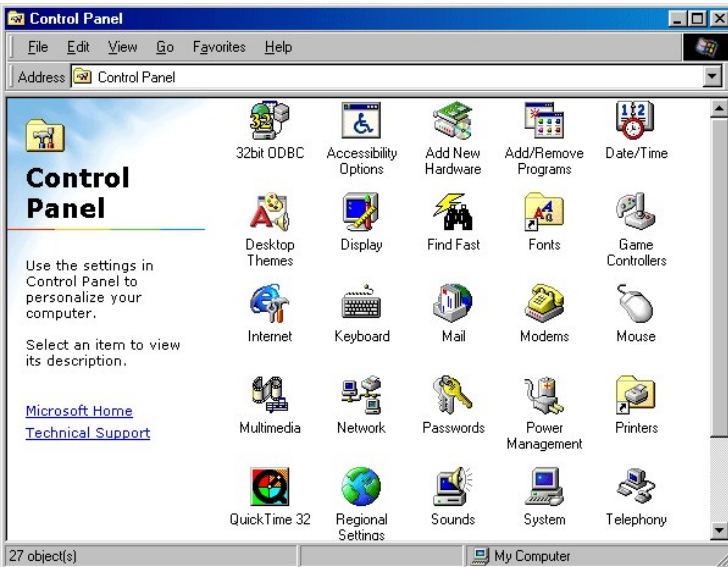 Control Panel
File Edit View Go Favorites Help
Address Control Panel
Control
Panel
Use the settings in
Control Panel to
personalize your
computer.
Select an item to view
its description.
Microsoft Home
Technical Support
32
32bit ODBC
Accessibility
Options
Add New
Hardware
Add/Remove
Programs
12
Date/Time
Desktop
Themes
Display
Find Fast
Fonts
Game
Controllers
Internet
Keyboard
Mail
Modems
Mouse
Multimedia
Network
Passwords
Power
Management
Printers
QuickTime 32
Regional
Settings
Sounds
System
Telephony
27 object(s)
My Computer